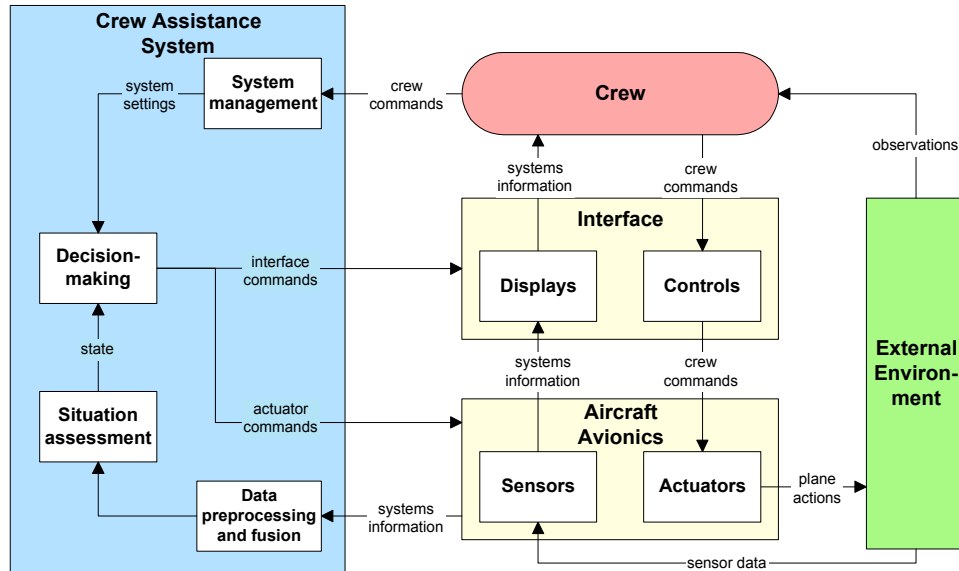 Crew Assistance
System
system
settings
System
management
crew
commands
Crew
observations
systems
information
crew
commands
Interface
Decision-
making
interface
commands
Displays
Controls
state
systems
information
crew
commands
External
Environ-
ment
Situation
assessment
actuator
commands
Aircraft
Avionics
Sensors
Actuators
plane
actions
Data
preprocessing
and fusion
systems
information
sensor data